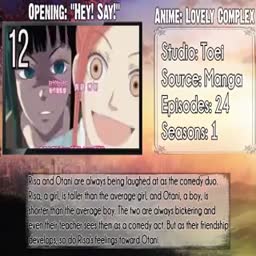 Opening: "Hey! Say!"
Anime: Lovely Complex
12
Studio: Toei
Source: Manga
Episodes: 24
Seasons: 1
Risa and Otani are always being laughed at as the comedy duo.
Risa, a girl, is taller than the average girl, and Otani, a boy, is
shorter than the average boy. The two are always bickering and
even their teacher sees them as a comedy act. But as their friendship
develops, so do Risa's feelings toward Otani.